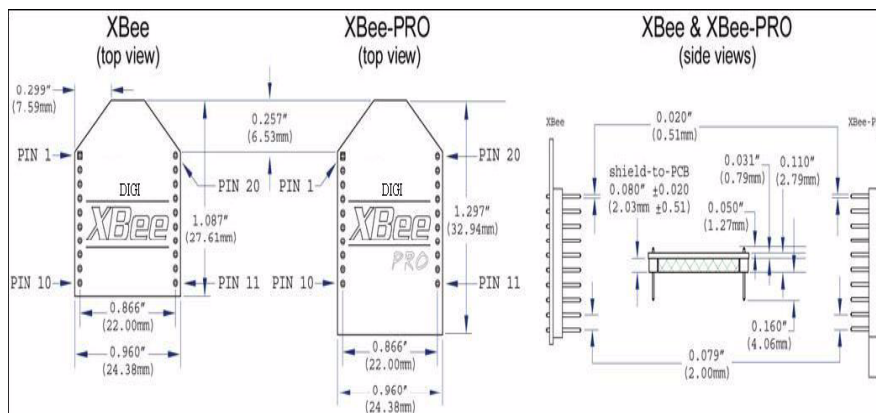 XBee
(top view)
XBee-PRO
(top view)
XBee & XBee-PRO
(side views)
0.299"
(7.59mm)
0.257"
(6.53mm)
PIN 1
PIN 20
PIN 1
PIN 20
DIGI
XBee
1.087"
(27.61mm)
DIGI
XBee
PRO
1.297"
(32.94mm)
PIN 10
PIN 11
PIN 10
PIN 11
0.866"
(22.00mm)
0.960"
(24.38mm)
0.866"
(22.00mm)
0.960"
(24.38mm)
XBee
0.020"
(0.51mm)
XBee-P
shield-to-PCB
0.080" ±0.020
(2.03mm ±0.51)
0.031"
(0.79mm)
0.110"
(2.79mm)
0.050"
(1.27mm)
0.160"
(4.06mm)
0.079"
(2.00mm)